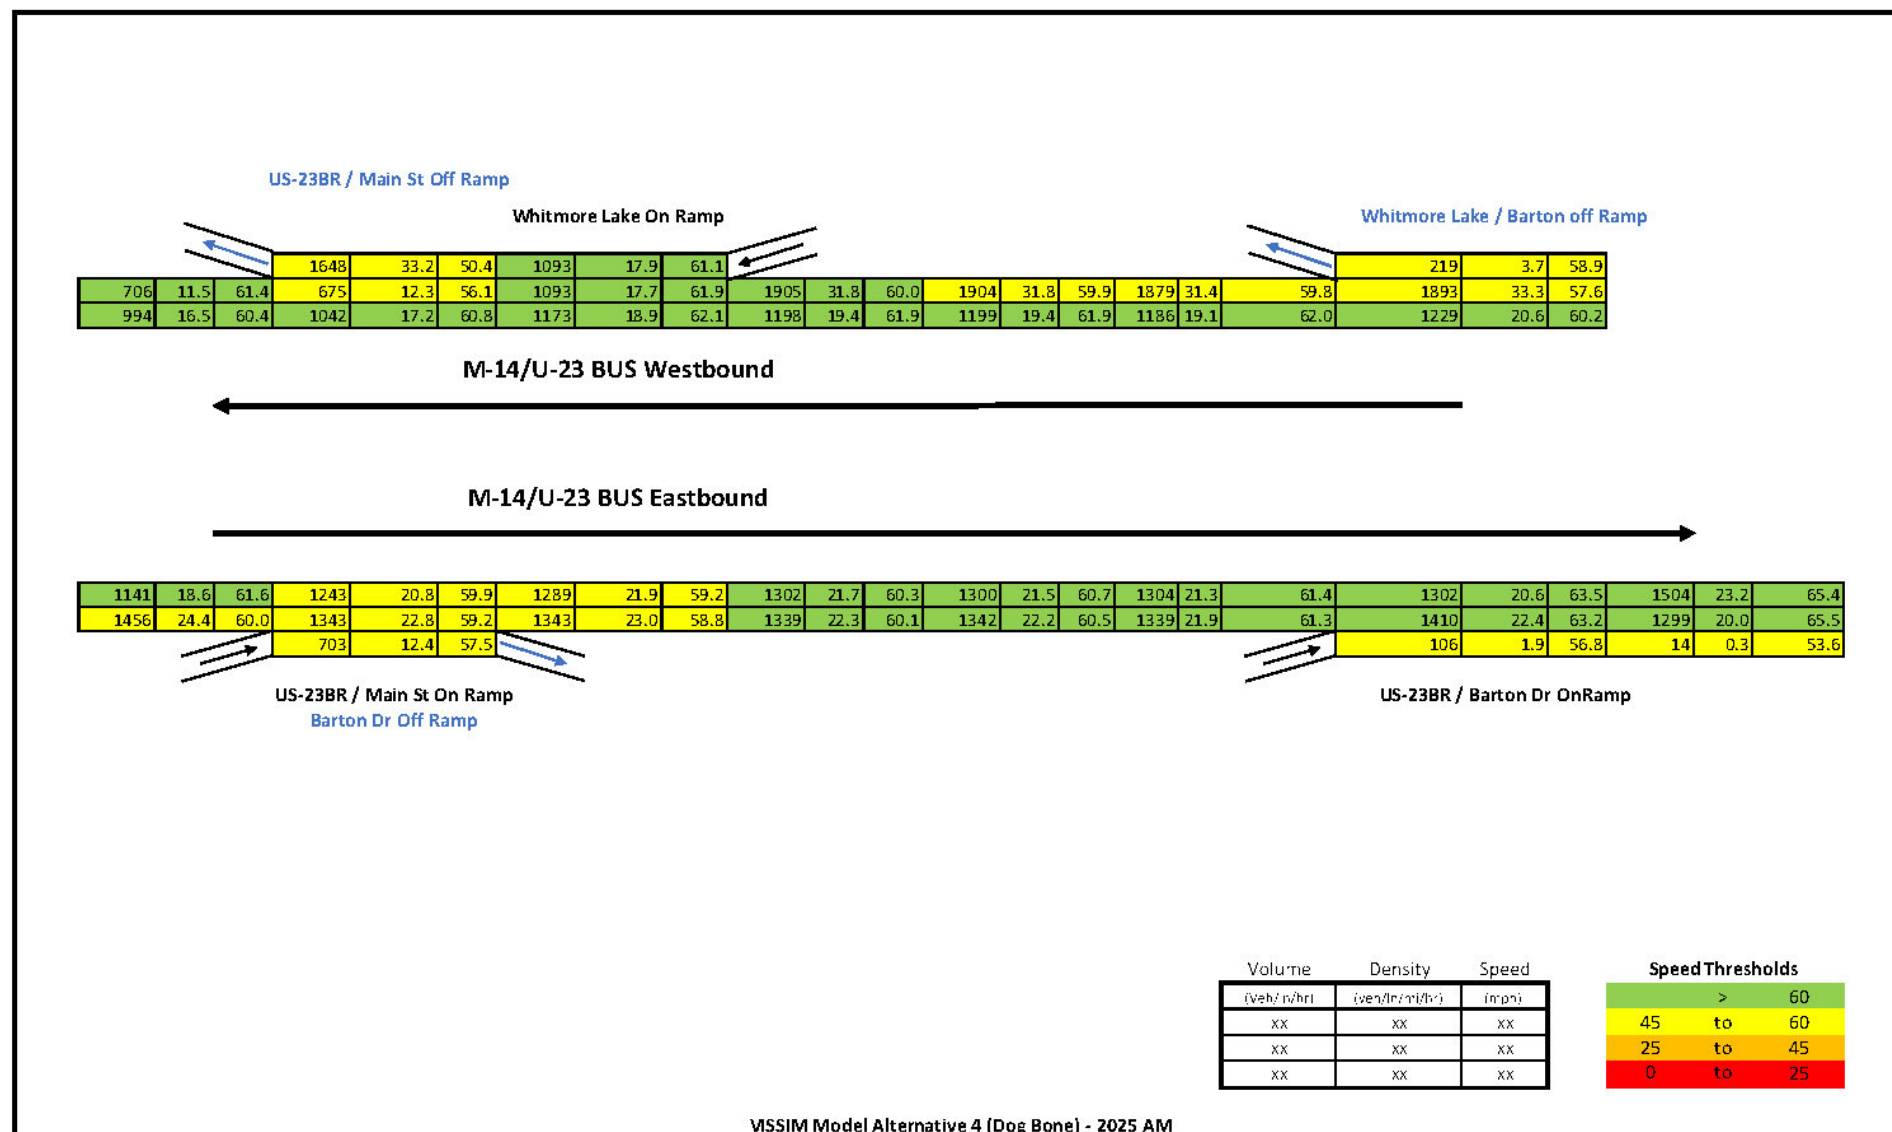 US-23BR / Main St Off Ramp
Whitmore Lake On Ramp
Whitmore Lake / Barton off Ramp
1648 33.2 50.4 1093 17.9 61.1 219 3.7 58.9
706 11.5 61.4 675 12.3 56.1 1093 17.7 61.9 1905 31.8 60.0 1904 31.8 59.9 1879 31.4 59.8 1893 33.3 57.6
994 16.5 60.4 1042 17.2 60.8 1173 18.9 62.1 1198 19.4 61.9 1199 19.4 61.9 1186 19.1 62.0 1229 20.6 60.2
M-14/U-23 BUS Westbound
M-14/U-23 BUS Eastbound
1141 18.6 61.6 1243 20.8 59.9 1289 21.9 59.2 1302 21.7 60.3 1300 21.5 60.7 1304 21.3 61.4 1302 20.6 63.5 1504 23.2 65.4
1456 24.4 60.0 1343 22.8 59.2 1343 23.0 58.8 1339 22.3 60.1 1342 22.2 60.5 1339 21.9 61.3 1410 22.4 63.2 1299 20.0 65.5
703 12.4 57.5 106 1.9 56.8 14 0.3 53.6
US-23BR / Main St On Ramp
Barton Dr Off Ramp
US-23BR / Barton Dr OnRamp
Volume Density Speed
(Veh/ln/hr) (veh/ln/mi/hr) (mph)
xx xx xx
xx xx xx
xx xx xx
Speed Thresholds
> 60
45 to 60
25 to 45
0 to 25
VISSIM Model Alternative 4 (Dog Bone) - 2025 AM